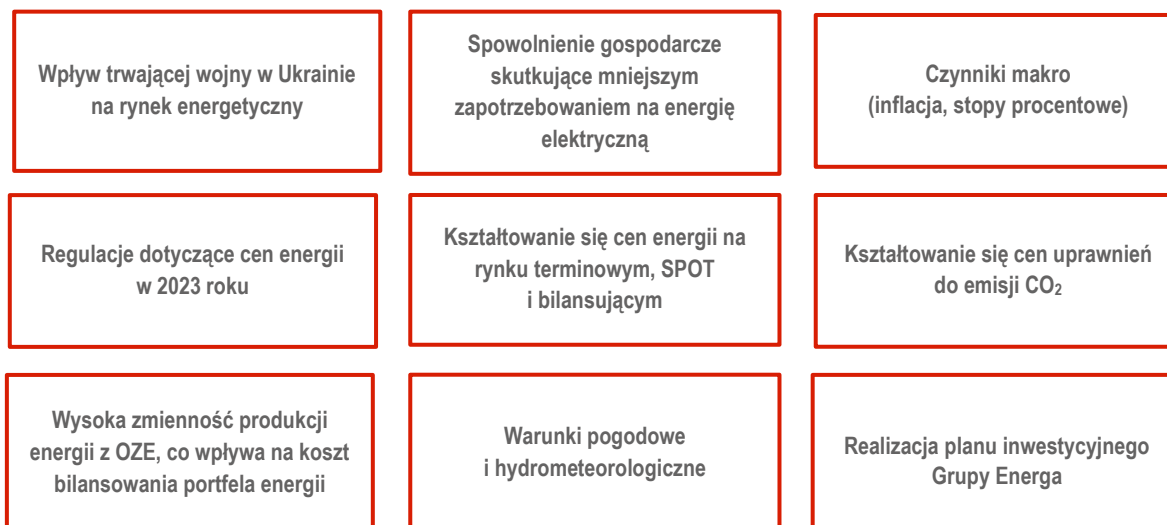 Wpływ trwającej wojny w Ukrainie
na rynek energetyczny
Spowolnienie gospodarcze
skutkujące mniejszym
zapotrzebowaniem na energię
elektryczną
Czynniki makro
(inflacja, stopy procentowe)
Regulacje dotyczące cen energii
w 2023 roku
Kształtowanie się cen energii na
rynku terminowym, SPOT
i bilansującym
Kształtowanie się cen uprawnień
do emisji CO₂
Wysoka zmienność produkcji
energii z OZE, co wpływa na koszt
bilansowania portfela energii
Warunki pogodowe
i hydrometeorologiczne
Realizacja planu inwestycyjnego
Grupy Energa